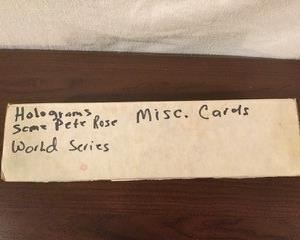 Holograms
Some Pete Rose Misc. Cards
World Series